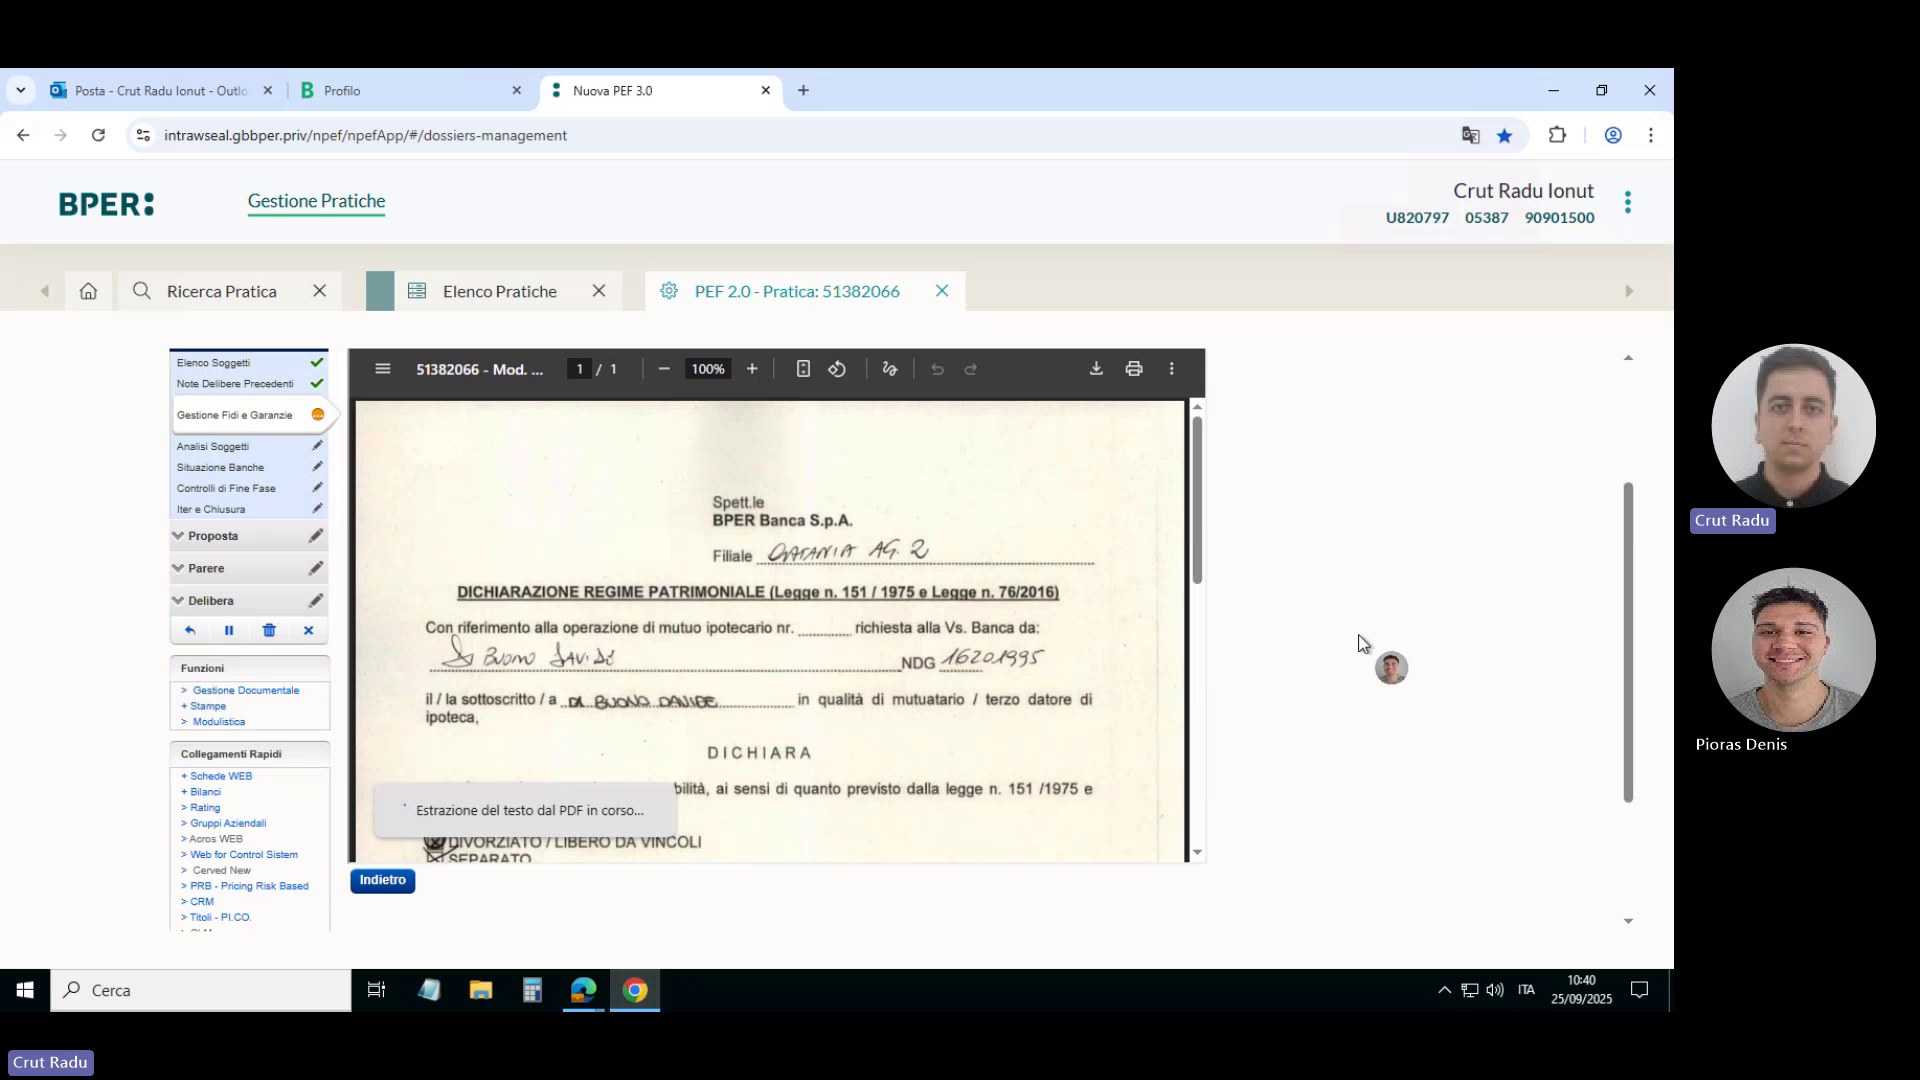 Posta - Crut Radu Ionut - Outlo
Profilo
Nuova PEF 3.0
intrawseal.gbbper.priv/npef/npefApp/#/dossiers-management
BPER:
Gestione Pratiche
Crut Radu Ionut
U820797 05387 90901500
Ricerca Pratica
Elenco Pratiche
PEF 2.0 - Pratica: 51382066
Elenco Soggetti
Note Delibere Precedenti
Gestione Fidi e Garanzie
Analisi Soggetti
Situazione Banche
Controlli di Fine Fase
Iter e Chiusura
Proposta
Parere
Delibera
Funzioni
> Gestione Documentale
+ Stampe
> Modulistica
Collegamenti Rapidi
+ Schede WEB
+ Bilanci
> Rating
> Gruppi Aziendali
> Acros WEB
> Web for Control Sistem
> Cerved New
> PRB - Pricing Risk Based
> CRM
> Titoli - PI.CO.
51382066 - Mod. ...
1 / 1
100%
Spett.le
BPER Banca S.p.A.
Filiale CATANIA AG. 2
DICHIARAZIONE REGIME PATRIMONIALE (Legge n. 151 / 1975 e Legge n. 76/2016)
Con riferimento alla operazione di mutuo ipotecario nr. richiesta alla Vs. Banca da:
Di Buono Davide NDG 16201995
il / la sottoscritto / a DI BUONO DAVIDE in qualità di mutuatario / terzo datore di
ipoteca,
DICHIARA
bilità, ai sensi di quanto previsto dalla legge n. 151 /1975 e
Estrazione del testo dal PDF in corso...
DIVORZIATO / LIBERO DA VINCOLI
SEPARATO
Indietro
Crut Radu
Pioras Denis
Cerca
ITA
10:40
25/09/2025
Crut Radu